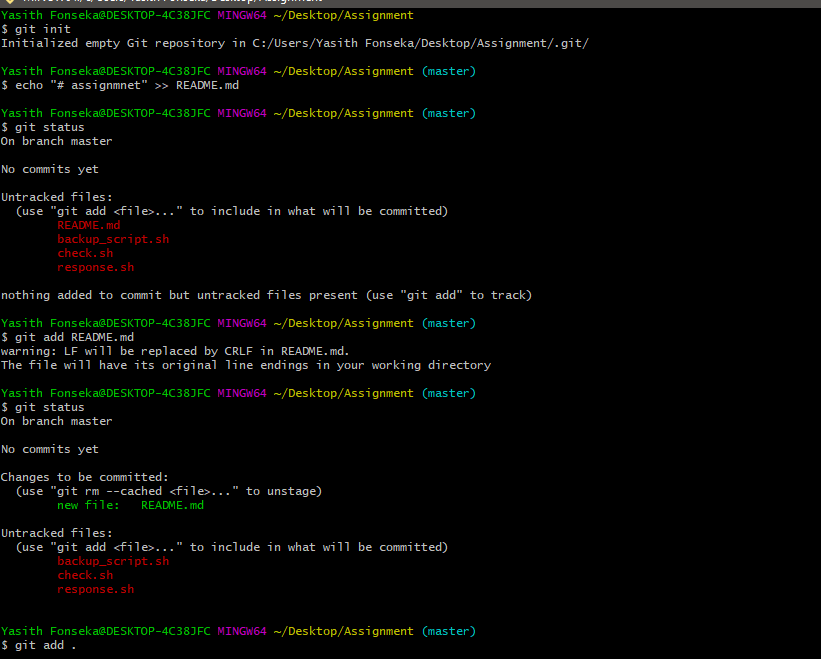 Yasith Fonseka@DESKTOP-4C38JFC MINGW64 ~/Desktop/Assignment
$ git init
Initialized empty Git repository in C:/Users/Yasith Fonseka/Desktop/Assignment/.git/
Yasith Fonseka@DESKTOP-4C38JFC MINGW64 ~/Desktop/Assignment (master)
$ echo "# assignmnet" >> README.md
Yasith Fonseka@DESKTOP-4C38JFC MINGW64 ~/Desktop/Assignment (master)
$ git status
On branch master
No commits yet
Untracked files:
(use "git add <file>..." to include in what will be committed)
README.md
backup_script.sh
check.sh
response.sh
nothing added to commit but untracked files present (use "git add" to track)
Yasith Fonseka@DESKTOP-4C38JFC MINGW64 ~/Desktop/Assignment (master)
$ git add README.md
warning: LF will be replaced by CRLF in README.md.
The file will have its original line endings in your working directory
Yasith Fonseka@DESKTOP-4C38JFC MINGW64 ~/Desktop/Assignment (master)
$ git status
On branch master
No commits yet
Changes to be committed:
(use "git rm --cached <file>..." to unstage)
new file:   README.md
Untracked files:
(use "git add <file>..." to include in what will be committed)
backup_script.sh
check.sh
response.sh
Yasith Fonseka@DESKTOP-4C38JFC MINGW64 ~/Desktop/Assignment (master)
$ git add .